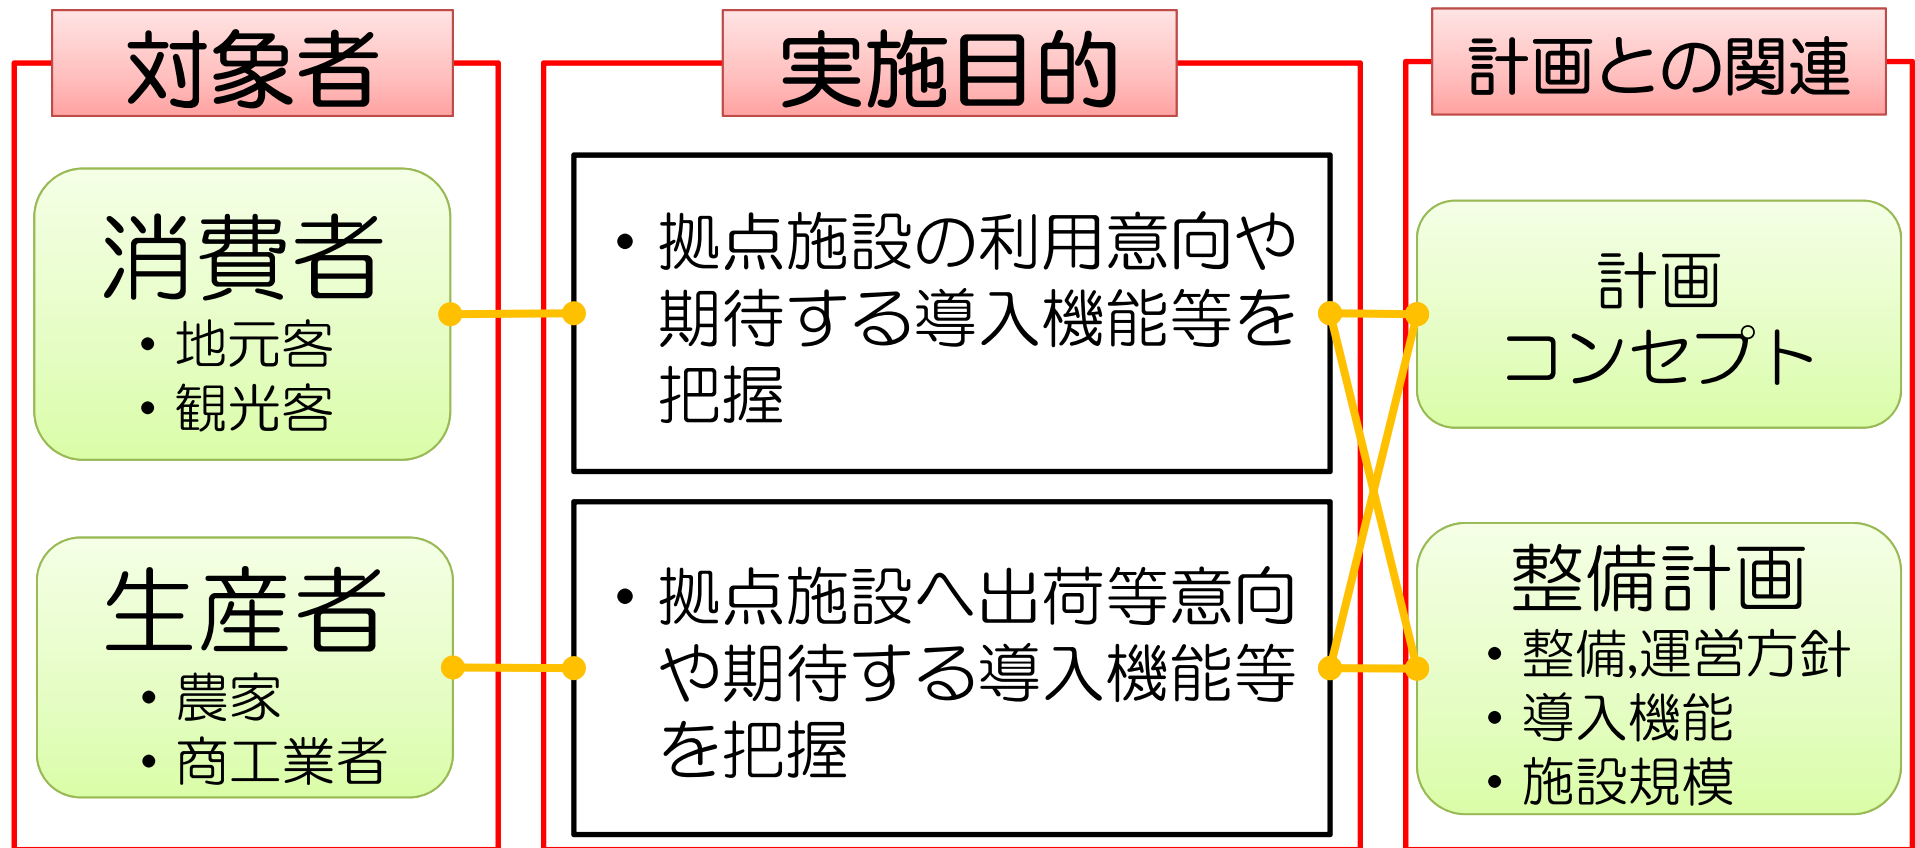 対象者
消費者
• 地元客
• 観光客
生産者
• 農家
• 商工業者
実施目的
• 拠点施設の利用意向や
期待する導入機能等を
把握
• 拠点施設へ出荷等意向
や期待する導入機能等
を把握
計画との関連
計画
コンセプト
整備計画
• 整備,運営方針
• 導入機能
• 施設規模